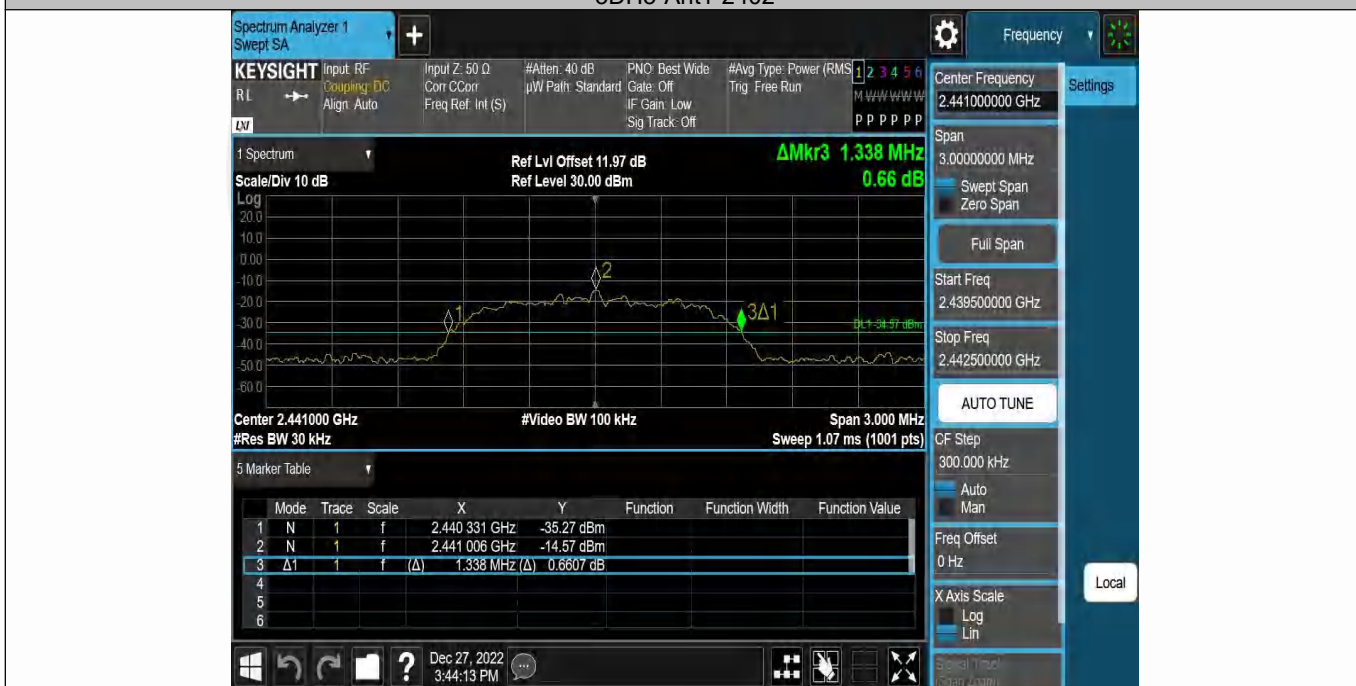 Spectrum Analyzer 1
Swept SA
Frequency
KEYSIGHT
RL
LXI
Input: RF
Coupling: DC
Align: Auto
Input Z: 50 Ω
Corr CCorr
Freq Ref: Int (S)
#Atten: 40 dB
µW Path: Standard
PNO: Best Wide
Gate: Off
IF Gain: Low
Sig Track: Off
#Avg Type: Power (RMS
Trig: Free Run
1 2 3 4 5 6
M W W W W W
P P P P P P
Center Frequency
2.441000000 GHz
Settings
1 Spectrum
Scale/Div 10 dB
Ref Lvl Offset 11.97 dB
Ref Level 30.00 dBm
ΔMkr3 1.338 MHz
0.66 dB
Span
3.00000000 MHz
Swept Span
Zero Span
Full Span
Start Freq
2.439500000 GHz
Stop Freq
2.442500000 GHz
AUTO TUNE
CF Step
300.000 kHz
Auto
Man
Freq Offset
0 Hz
X Axis Scale
Log
Lin
Local
Log
20.0
10.0
0.00
-10.0
-20.0
-30.0
-40.0
-50.0
-60.0
1
2
3Δ1
DL1 -34.57 dBm
Center 2.441000 GHz
#Video BW 100 kHz
Span 3.000 MHz
#Res BW 30 kHz
Sweep 1.07 ms (1001 pts)
5 Marker Table
Mode Trace Scale X Y Function Function Width Function Value
1 N 1 f 2.440 331 GHz -35.27 dBm
2 N 1 f 2.441 006 GHz -14.57 dBm
3 Δ1 1 f (Δ) 1.338 MHz (Δ) 0.6607 dB
4
5
6
?
Dec 27, 2022
3:44:13 PM